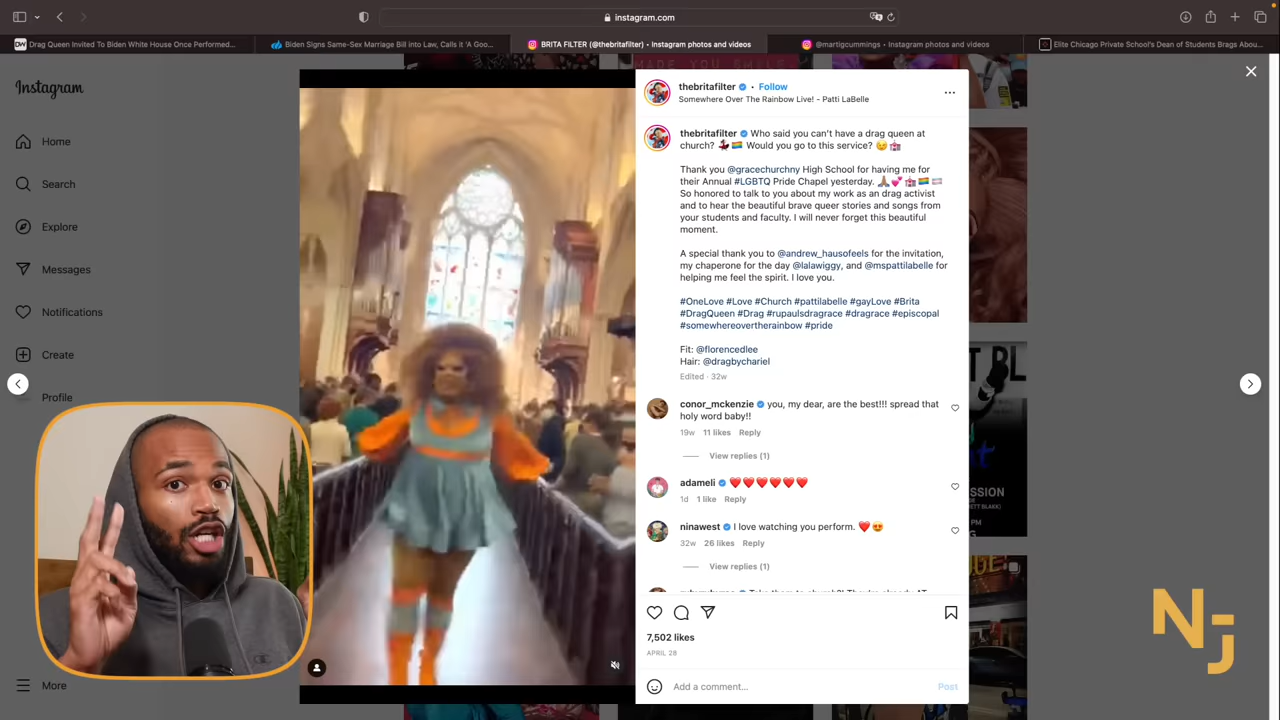 instagram.com
Drag Queen Invited To Biden White House Once Performed...
Biden Signs Same-Sex Marriage Bill into Law, Calls it 'A Goo...
BRITA FILTER (@thebritafilter) • Instagram photos and videos
@martigcummings • Instagram photos and videos
Elite Chicago Private School's Dean of Students Brags Abou...
Instagram
Home
Search
Explore
Messages
Notifications
Create
Profile
More
thebritafilter • Follow
Somewhere Over The Rainbow Live! - Patti LaBelle
thebritafilter Who said you can't have a drag queen at
church? 💃🏿🏳️‍🌈 Would you go to this service? 😉💒
Thank you @gracechurchny High School for having me for
their Annual #LGBTQ Pride Chapel yesterday. 🙏🏽💕💒🏳️‍🌈🏳️‍⚧️
So honored to talk to you about my work as an drag activist
and to hear the beautiful brave queer stories and songs from
your students and faculty. I will never forget this beautiful
moment.
A special thank you to @andrew_hausofeels for the invitation,
my chaperone for the day @lalawiggy, and @mspattilabelle for
helping me feel the spirit. I love you.
#OneLove #Love #Church #pattilabelle #gayLove #Brita
#DragQueen #Drag #rupaulsdragrace #dragrace #episcopal
#somewhereovertherainbow #pride
Fit: @florencedlee
Hair: @dragbychariel
Edited · 32w
conor_mckenzie you, my dear, are the best!!! spread that
holy word baby!!
19w 11 likes Reply
View replies (1)
adameli ❤️❤️❤️❤️❤️❤️
1d 1 like Reply
ninawest I love watching you perform. ❤️😍
32w 26 likes Reply
View replies (1)
7,502 likes
APRIL 28
Add a comment...
Post
NJ